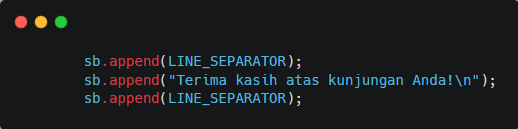 sb.append(LINE_SEPARATOR);
sb.append("Terima kasih atas kunjungan Anda!\n");
sb.append(LINE_SEPARATOR);